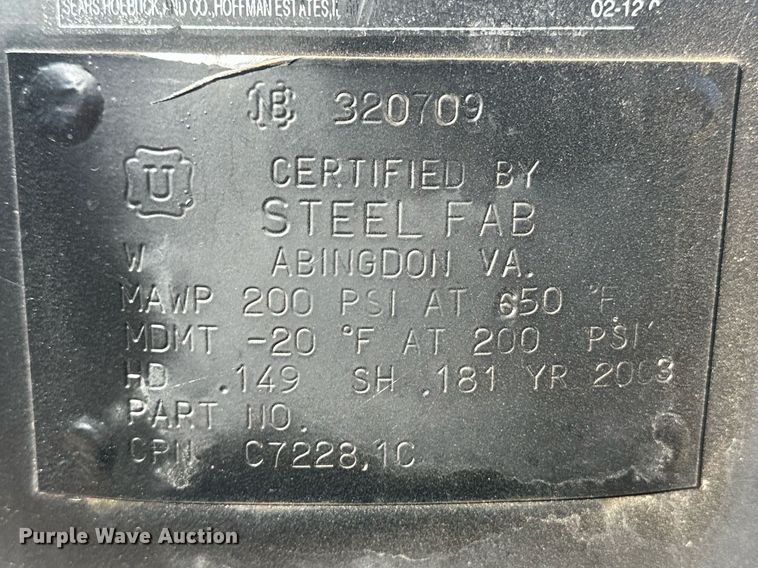 SEARS, ROEBUCK AND CO., HOFFMAN ESTATES, 02-12
NB 320709
U CERTIFIED BY
STEEL FAB
W ABINGDON VA.
MAWP 200 PSI AT 650 °F
MDMT -20 °F AT 200 PSI
HD .149 SH .181 YR 2003
PART NO.
CRN. C7228.1C
Purple Wave Auction